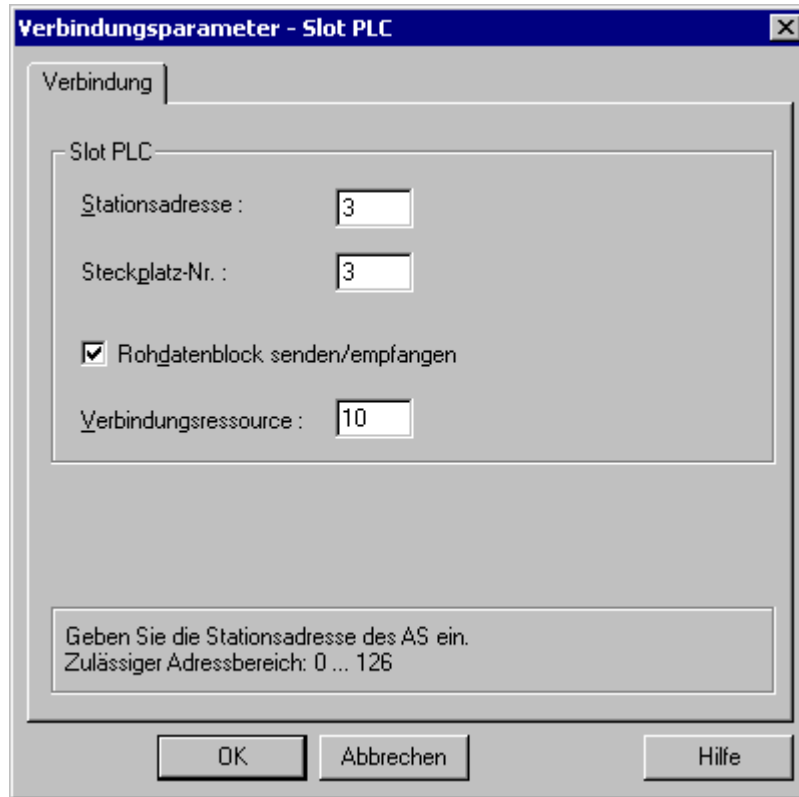 Verbindungsparameter - Slot PLC
Verbindung
Slot PLC
Stationsadresse : 3
Steckplatz-Nr. : 3
Rohdatenblock senden/empfangen
Verbindungsressource : 10
Geben Sie die Stationsadresse des AS ein.
Zulässiger Adressbereich: 0 ... 126
OK Abbrechen Hilfe